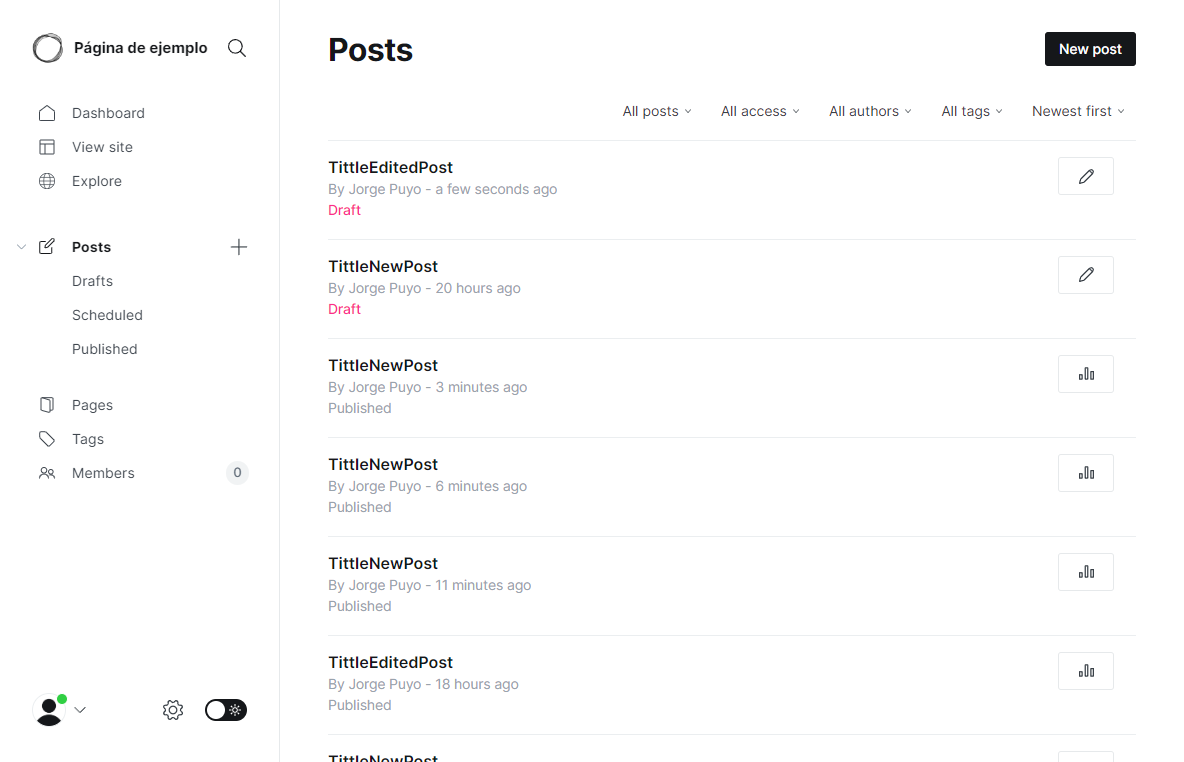 Página de ejemplo
Dashboard
View site
Explore
Posts
Drafts
Scheduled
Published
Pages
Tags
Members 0
Posts
New post
All posts All access All authors All tags Newest first
TittleEditedPost
By Jorge Puyo - a few seconds ago
Draft
TittleNewPost
By Jorge Puyo - 20 hours ago
Draft
TittleNewPost
By Jorge Puyo - 3 minutes ago
Published
TittleNewPost
By Jorge Puyo - 6 minutes ago
Published
TittleNewPost
By Jorge Puyo - 11 minutes ago
Published
TittleEditedPost
By Jorge Puyo - 18 hours ago
Published
TittleNewPost